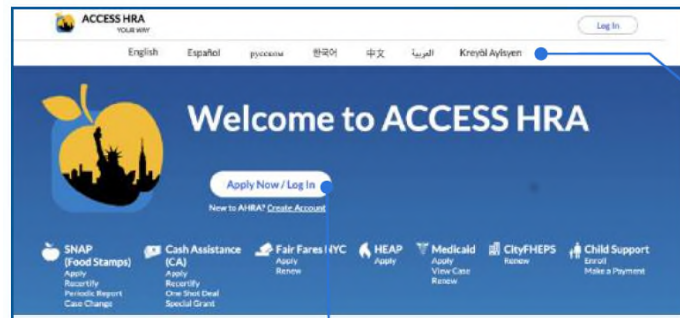 ACCESS HRA
YOUR WAY
Log In
English Español русском 한국어 中文 العربية Kreyòl Ayisyen
Welcome to ACCESS HRA
Apply Now / Log In
New to AHRA? Create Account
SNAP
(Food Stamps)
Apply
Recertify
Periodic Report
Case Change
Cash Assistance
(CA)
Apply
Recertify
One Shot Deal
Special Grant
Fair Fares NYC
Apply
Renew
HEAP
Apply
Medicaid
Apply
View Case
Renew
CityFHEPS
Renew
Child Support
Enroll
Make a Payment